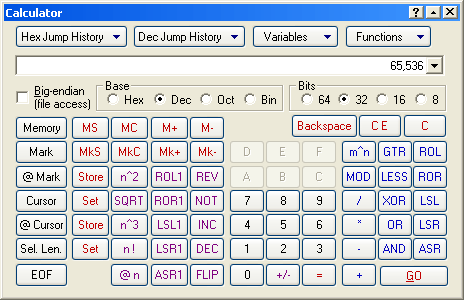 Calculator ?
Hex Jump History Dec Jump History Variables Functions
65,536
Big-endian (file access) Base Hex Dec Oct Bin Bits 64 32 16 8
Memory MS MC M+ M- Backspace C E C
Mark MkS MkC Mk+ Mk- D E F m^n GTR ROL
@ Mark Store n^2 ROL1 REV A B C MOD LESS ROR
Cursor Set SQRT ROR1 NOT 7 8 9 / XOR LSL
@ Cursor Store n^3 LSL1 INC 4 5 6 * OR LSR
Sel. Len. Set n ! LSR1 DEC 1 2 3 - AND ASR
EOF @ n ASR1 FLIP 0 +/- = + GO